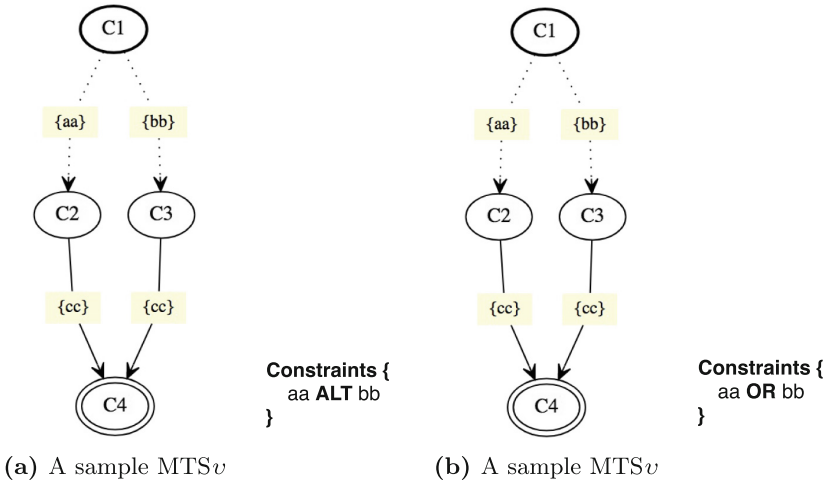 C1
{aa} {bb}
C2 C3
{cc} {cc}
C4
Constraints {
aa ALT bb
}
(a) A sample MTSυ
C1
{aa} {bb}
C2 C3
{cc} {cc}
C4
Constraints {
aa OR bb
}
(b) A sample MTSυ